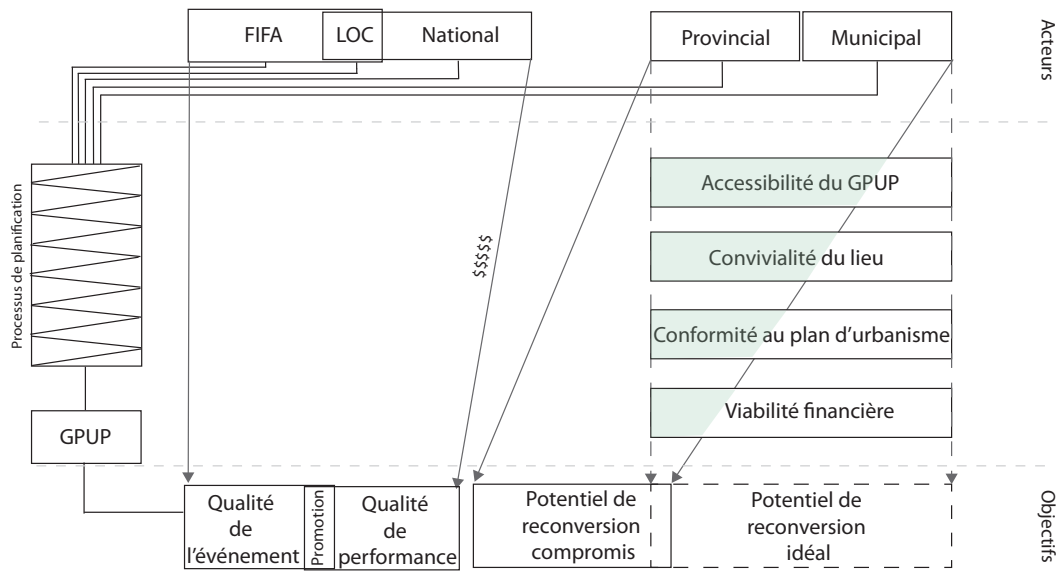 FIFA
LOC
National
Provincial
Municipal
Acteurs
Processus de planification
Accessibilité du GPUP
Convivialité du lieu
$$$$$
Conformité au plan d'urbanisme
Viabilité financière
GPUP
Qualité
de
l'événement
Promotion
Qualité
de
performance
Potentiel de
reconversion
compromis
Potentiel de
reconversion
idéal
Objectifs